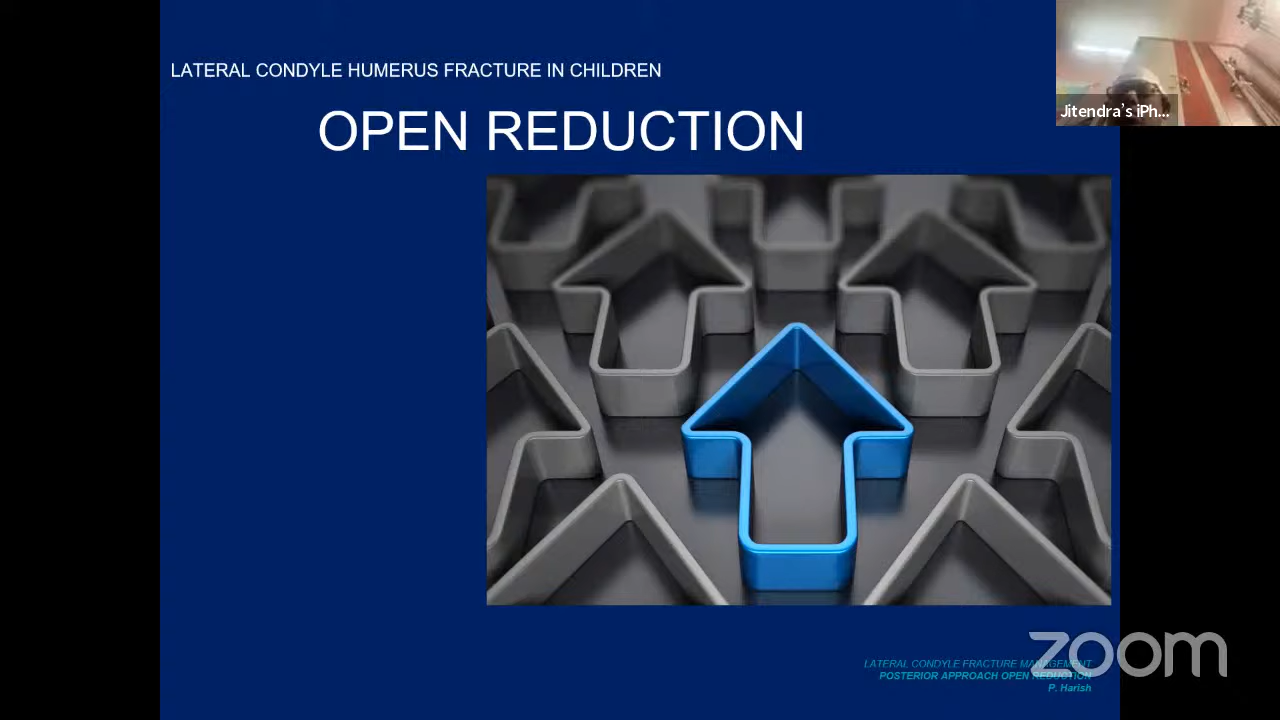 LATERAL CONDYLE HUMERUS FRACTURE IN CHILDREN
OPEN REDUCTION
Jitendra's iPh...
zoom
LATERAL CONDYLE FRACTURE MANAGEMENT
POSTERIOR APPROACH OPEN REDUCTION
P. Harish